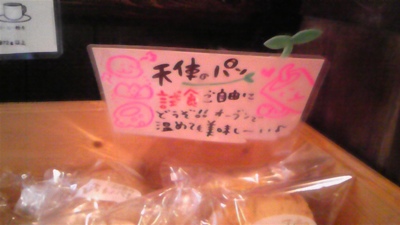 天使のパン
試食ご自由に
どうぞ♪♪ オーブンで
温めても美味し〜いよ